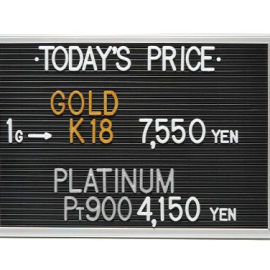 ·TODAY'S PRICE·
GOLD
1G→ K18 7,550 YEN
PLATINUM
PT900 4,150 YEN